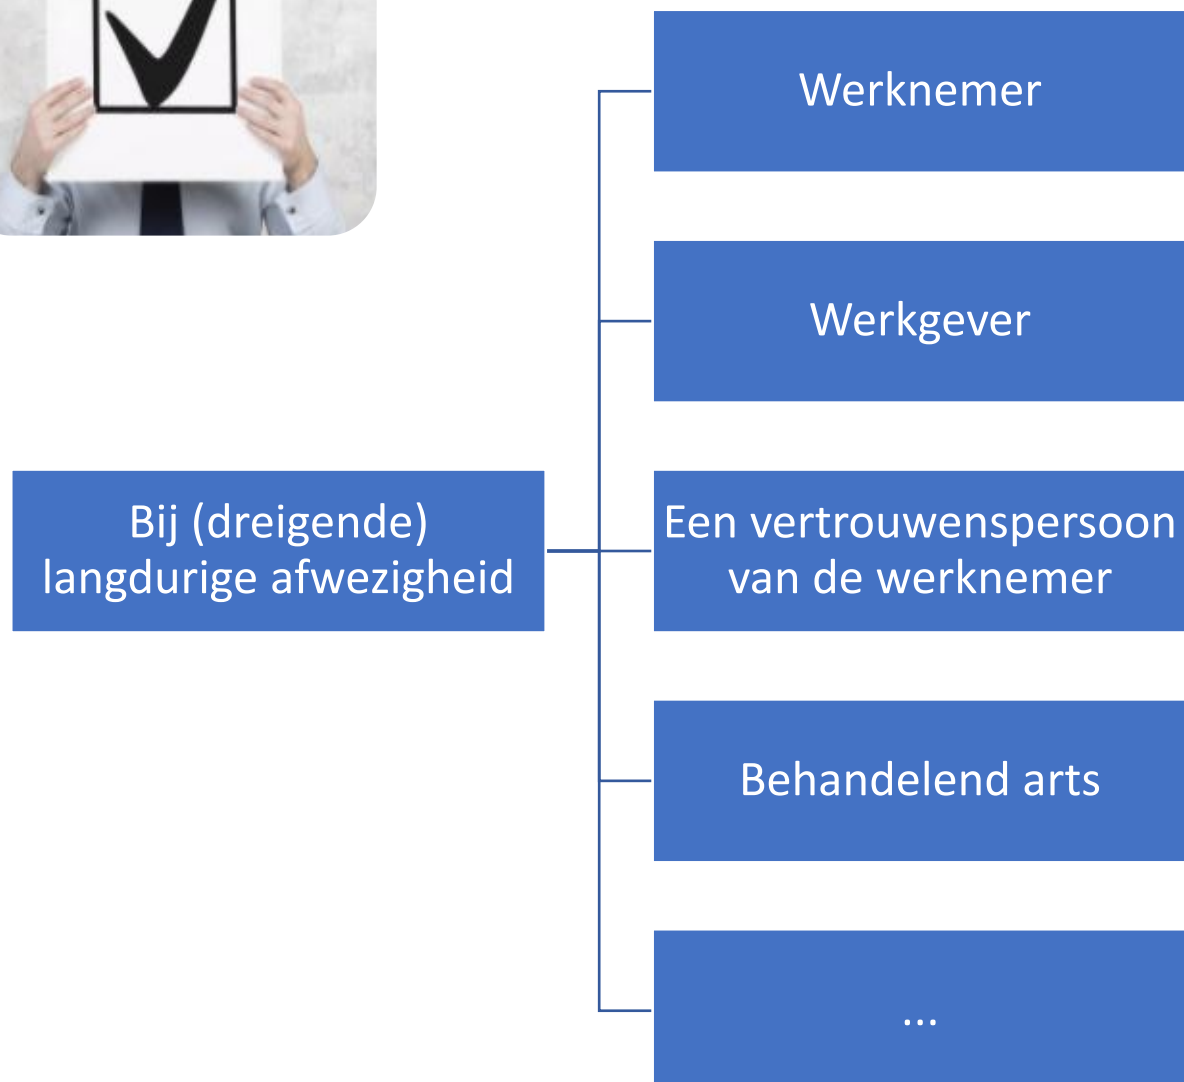 Werknemer
Werkgever
Bij (dreigende)
langdurige afwezigheid
Een vertrouwenspersoon
van de werknemer
Behandelend arts
...